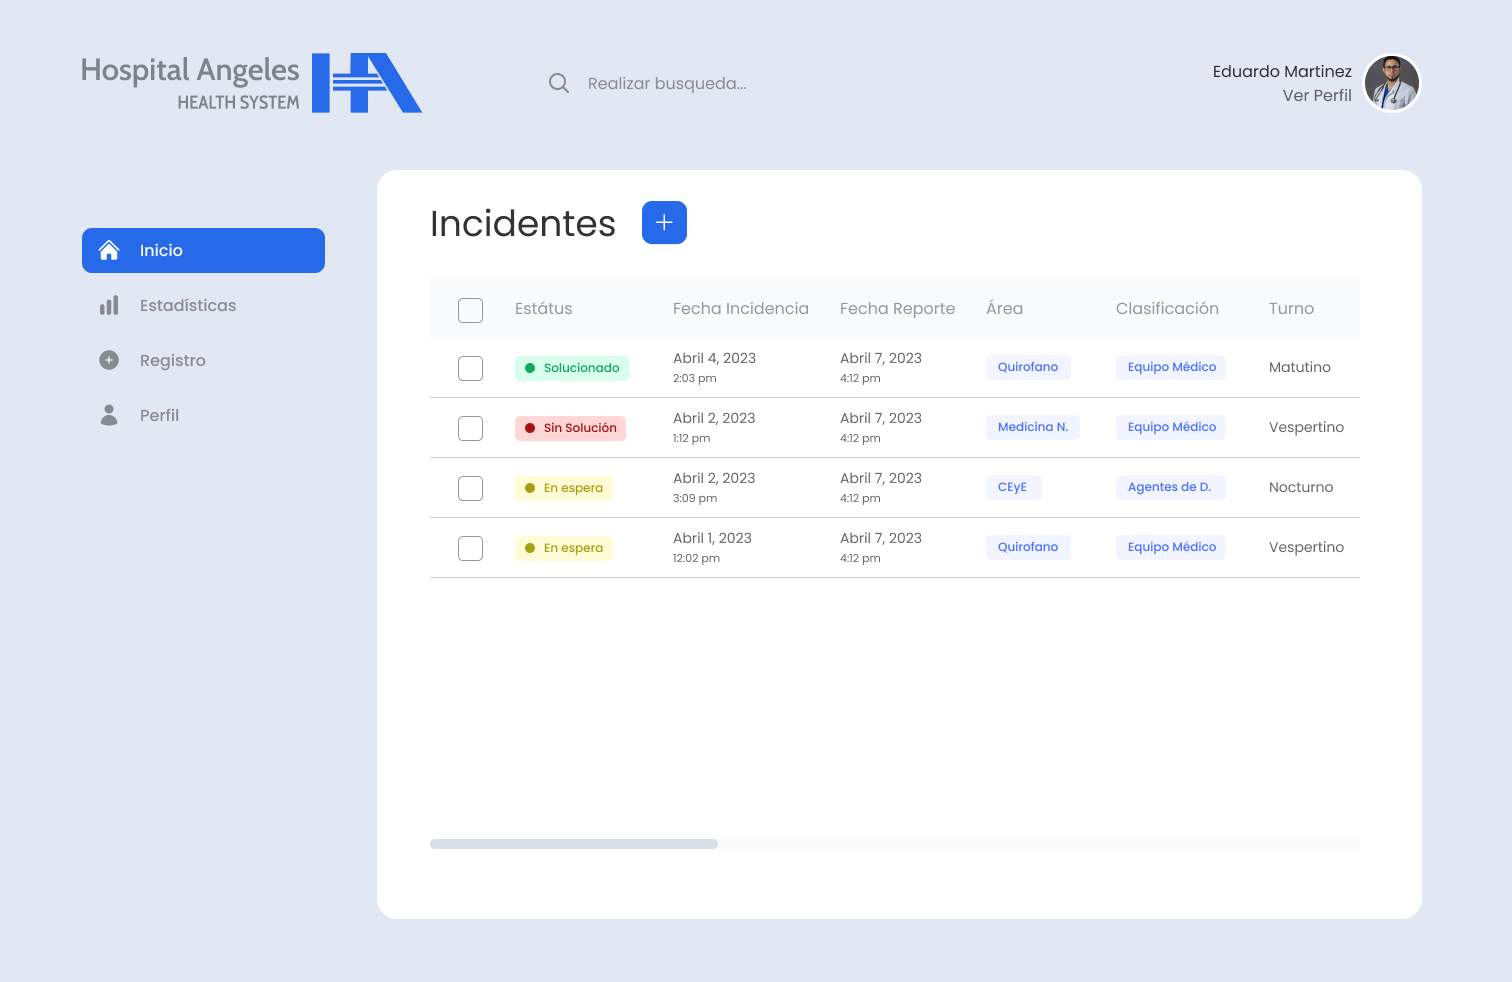 Hospital Angeles
HEALTH SYSTEM
Realizar busqueda...
Eduardo Martinez
Ver Perfil
Inicio
Estadísticas
Registro
Perfil
Incidentes
Estátus Fecha Incidencia Fecha Reporte Área Clasificación Turno
Solucionado Abril 4, 2023 Abril 7, 2023 Quirofano Equipo Médico Matutino
2:03 pm 4:12 pm
Sin Solución Abril 2, 2023 Abril 7, 2023 Medicina N. Equipo Médico Vespertino
1:12 pm 4:12 pm
En espera Abril 2, 2023 Abril 7, 2023 CEyE Agentes de D. Nocturno
3:09 pm 4:12 pm
En espera Abril 1, 2023 Abril 7, 2023 Quirofano Equipo Médico Vespertino
12:02 pm 4:12 pm